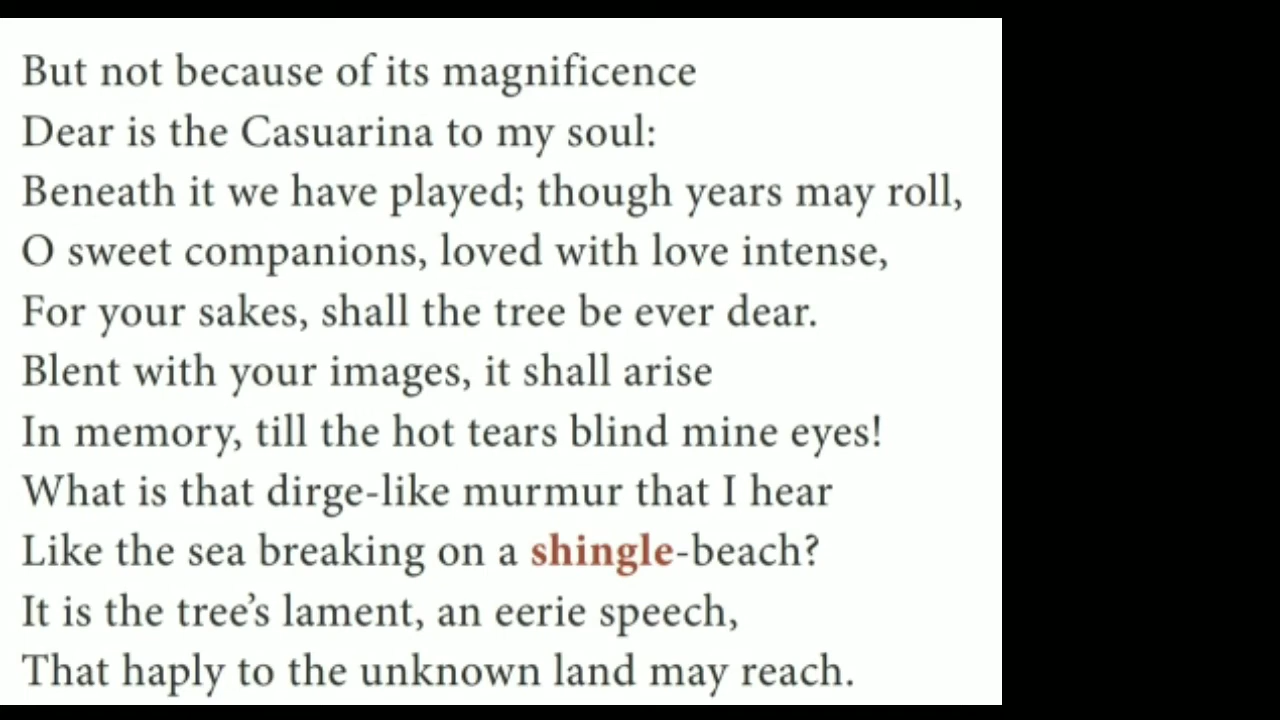 But not because of its magnificence
Dear is the Casuarina to my soul:
Beneath it we have played; though years may roll,
O sweet companions, loved with love intense,
For your sakes, shall the tree be ever dear.
Blent with your images, it shall arise
In memory, till the hot tears blind mine eyes!
What is that dirge-like murmur that I hear
Like the sea breaking on a shingle-beach?
It is the tree’s lament, an eerie speech,
That haply to the unknown land may reach.